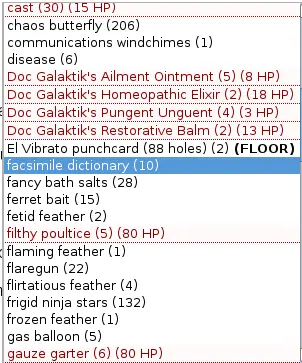 cast (30) (15 HP)
chaos butterfly (206)
communications windchimes (1)
disease (6)
Doc Galaktik's Ailment Ointment (5) (8 HP)
Doc Galaktik's Homeopathic Elixir (2) (18 HP)
Doc Galaktik's Pungent Unguent (4) (3 HP)
Doc Galaktik's Restorative Balm (2) (13 HP)
El Vibrato punchcard (88 holes) (2) (FLOOR)
facsimile dictionary (10)
fancy bath salts (28)
ferret bait (15)
fetid feather (2)
filthy poultice (5) (80 HP)
flaming feather (1)
flaregun (22)
flirtatious feather (4)
frigid ninja stars (132)
frozen feather (1)
gas balloon (5)
gauze garter (6) (80 HP)